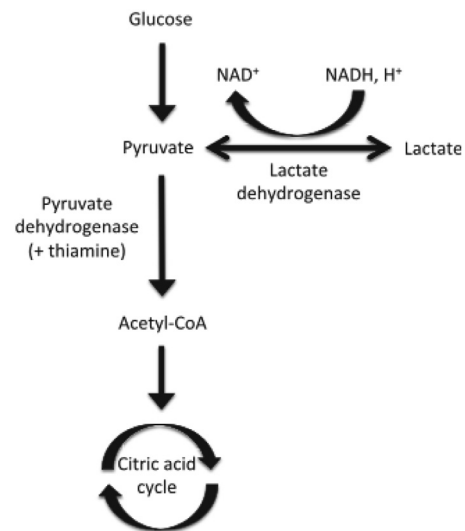 Glucose
NAD⁺
NADH, H⁺
Pyruvate
Lactate
Lactate
dehydrogenase
Pyruvate
dehydrogenase
(+ thiamine)
Acetyl-CoA
Citric acid
cycle